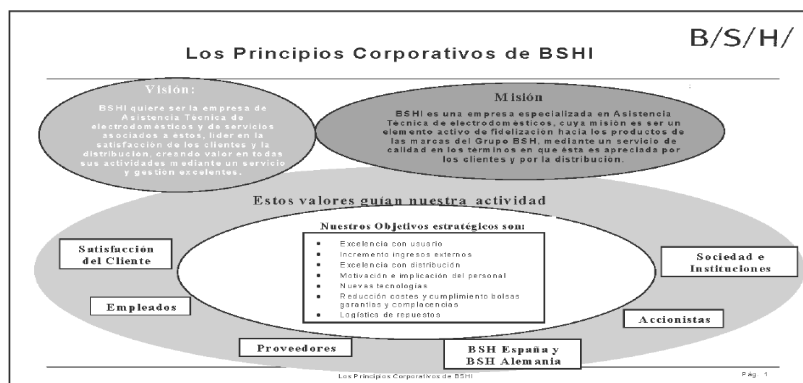 B/S/H/
Los Principios Corporativos de BSHI
Visión:
BSHI quiere ser la empresa de
Asistencia Técnica de
electrodomésticos y de servicios
asociados a estos, líder en la
satisfacción de los clientes y la
distribución, creando valor en todas
sus actividades mediante un servicio
y gestión excelentes.
Misión
BSHI es una empresa especializada en Asistencia
Técnica de electrodomésticos, cuya misión es ser un
elemento activo de fidelización hacia los productos de
las marcas del Grupo BSH, mediante un servicio de
calidad en los términos en que ésta es apreciada por
los clientes y por la distribución.
Estos valores guían nuestra actividad
Nuestros Objetivos estratégicos son:
Excelencia con usuario
Incremento ingresos externos
Excelencia con distribución
Motivación e implicación del personal
Nuevas tecnologías
Reducción costes y cumplimiento bolsas
garantías y complacencias
Logística de repuestos
Satisfacción
del Cliente
Empleados
Proveedores
BSH España y
BSH Alemania
Accionistas
Sociedad e
Instituciones
Los Principios Corporativos de BSHI
Pág. 1